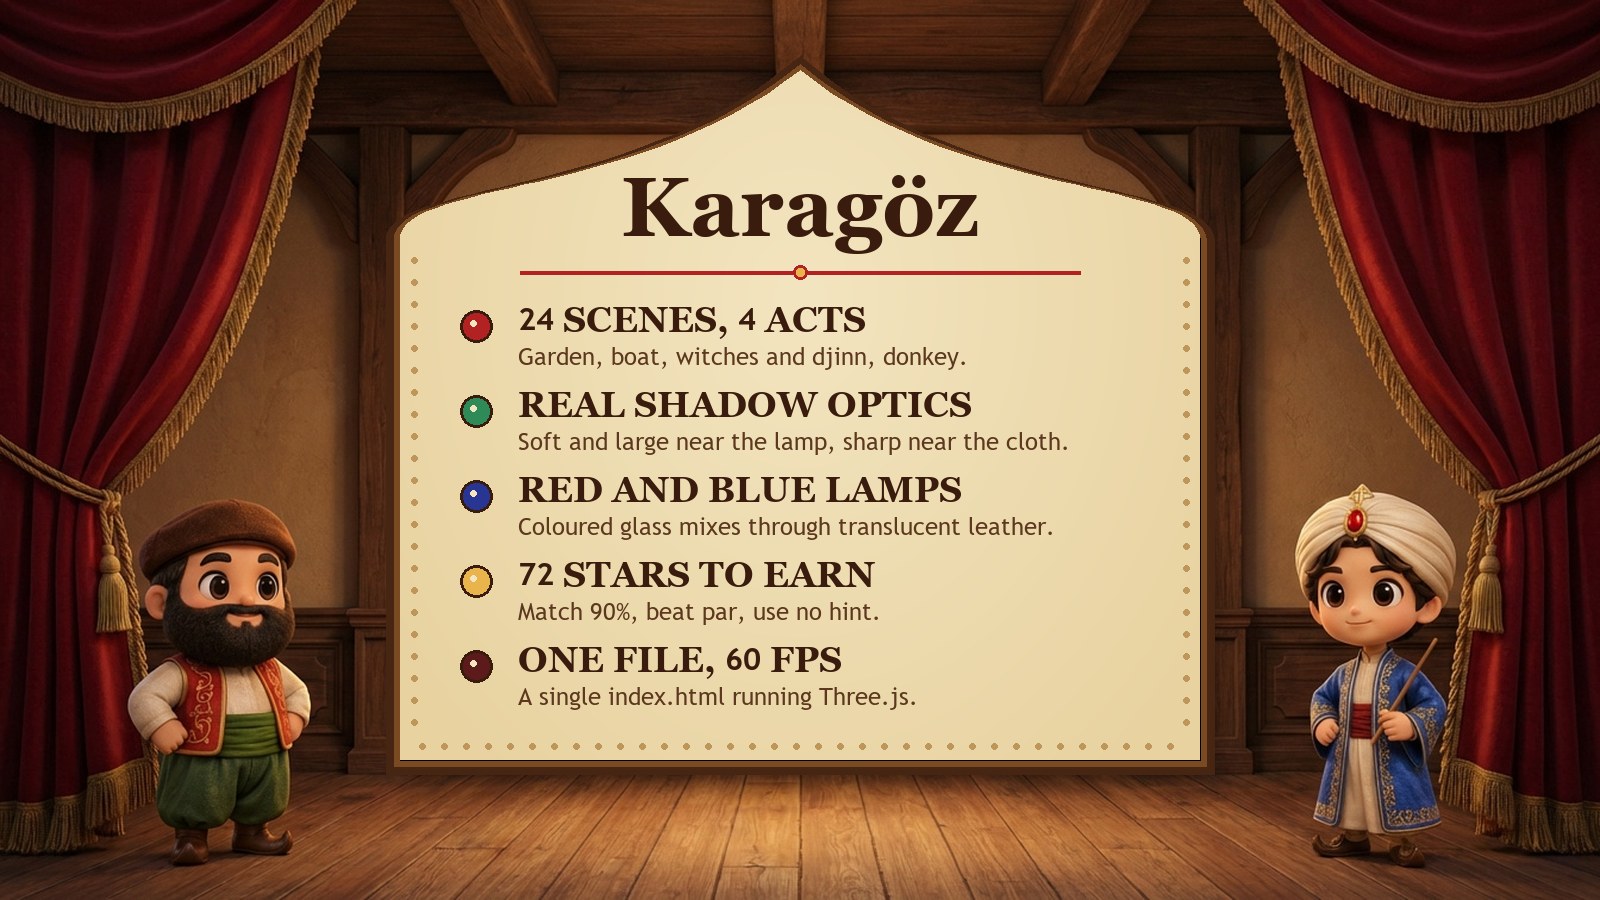 Karagöz
24 SCENES, 4 ACTS
Garden, boat, witches and djinn, donkey.
REAL SHADOW OPTICS
Soft and large near the lamp, sharp near the cloth.
RED AND BLUE LAMPS
Coloured glass mixes through translucent leather.
72 STARS TO EARN
Match 90%, beat par, use no hint.
ONE FILE, 60 FPS
A single index.html running Three.js.